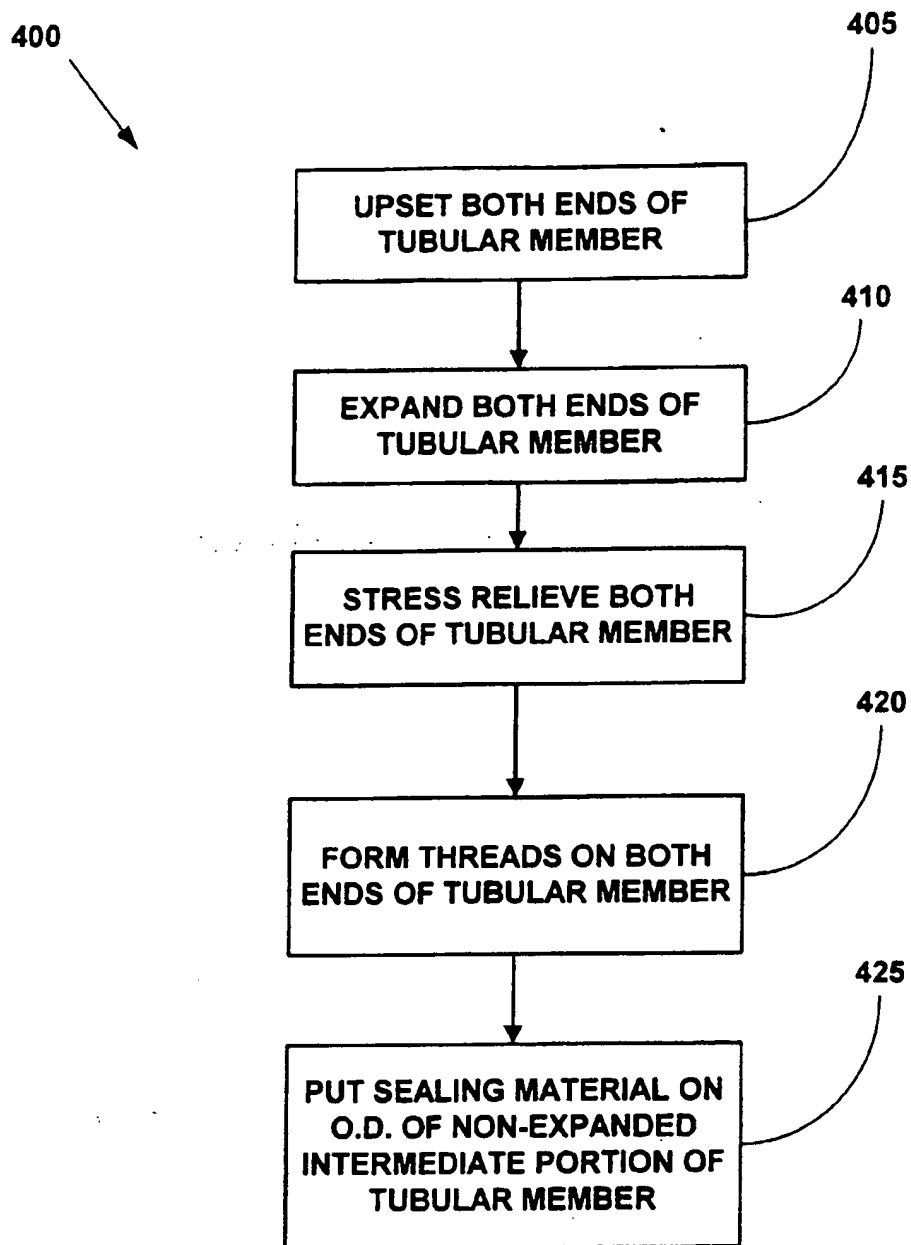 400
405
UPSET BOTH ENDS OF
TUBULAR MEMBER
410
EXPAND BOTH ENDS OF
TUBULAR MEMBER
415
STRESS RELIEVE BOTH
ENDS OF TUBULAR MEMBER
420
FORM THREADS ON BOTH
ENDS OF TUBULAR MEMBER
425
PUT SEALING MATERIAL ON
O.D. OF NON-EXPANDED
INTERMEDIATE PORTION OF
TUBULAR MEMBER